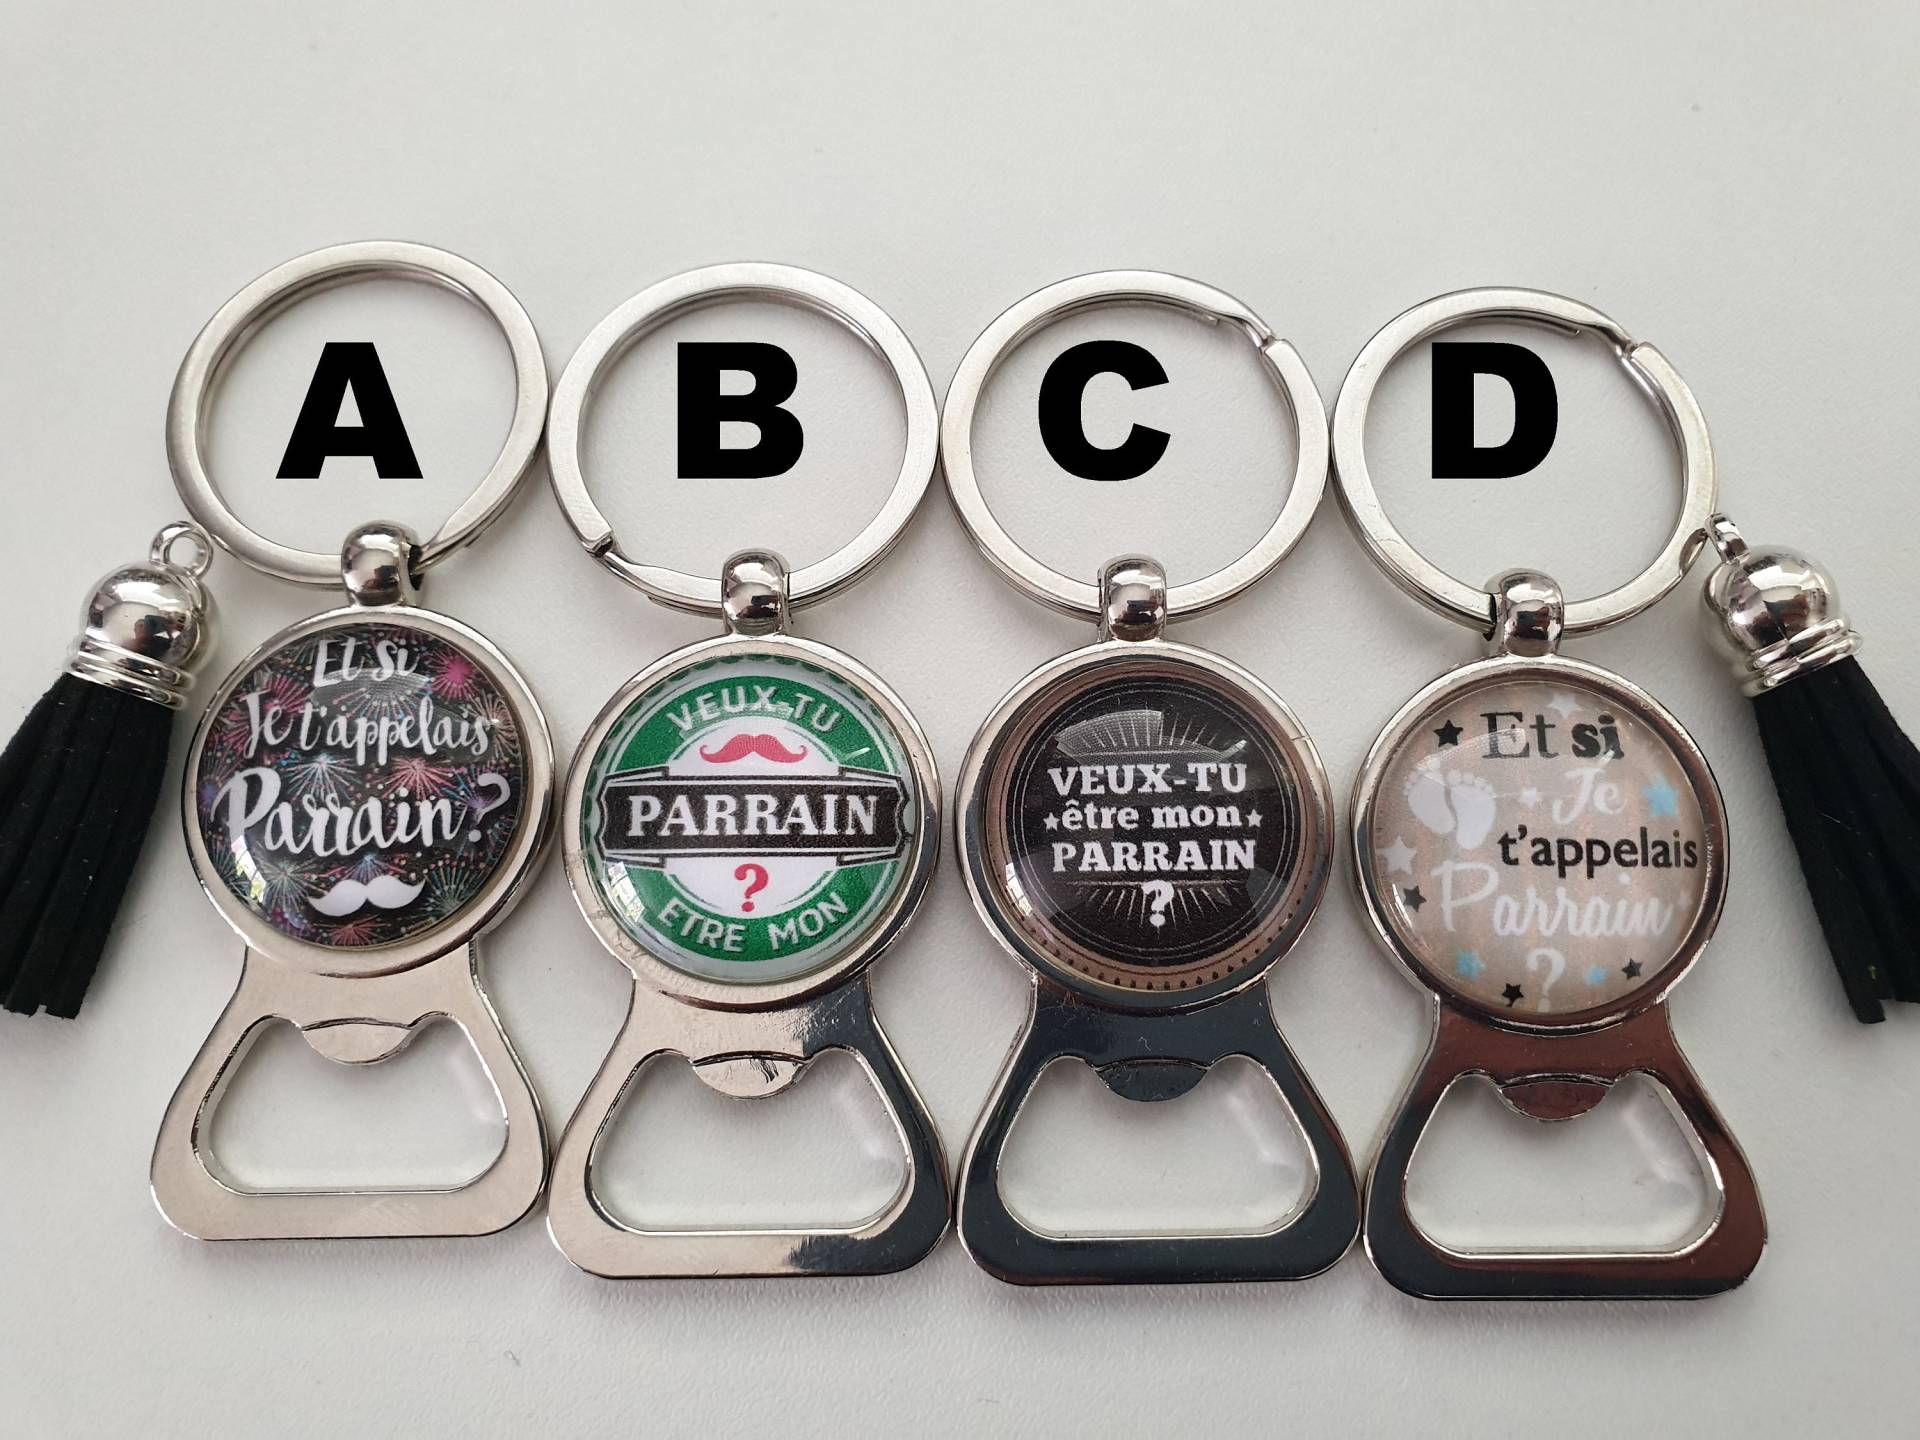 A
B
C
D
Et si
Je t'appelais
Parrain?
VEUX-TU
PARRAIN
?
ETRE MON
VEUX-TU
être mon
PARRAIN
?
Et si
Je
t'appelais
Parrain
?